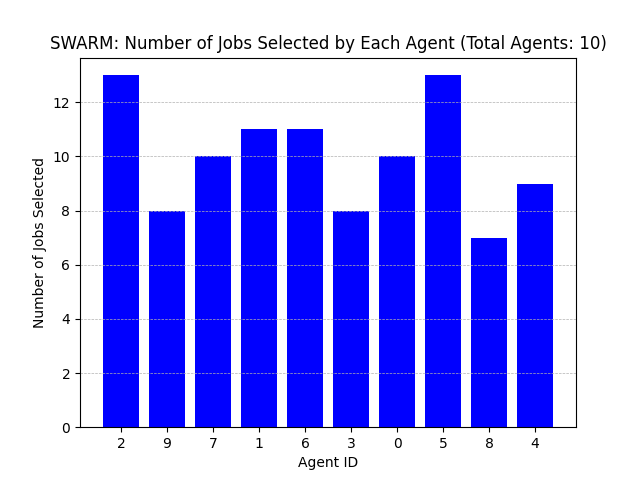 SWARM: Number of Jobs Selected by Each Agent (Total Agents: 10)
Number of Jobs Selected
12
10
8
6
4
2
0
2 9 7 1 6 3 0 5 8 4
Agent ID